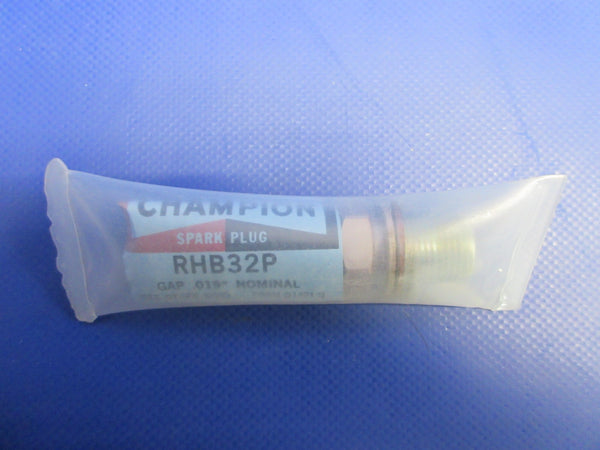 CHAMPION
SPARK PLUG
RHB32P
GAP .019" NOMINAL